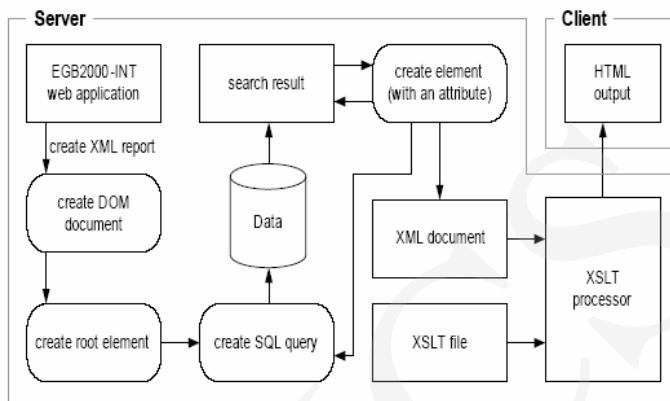 Server
Client
EGB2000-INT
web application
search result
create element
(with an attribute)
HTML
output
create XML report
create DOM
document
Data
XML document
XSLT
processor
create root element
create SQL query
XSLT file